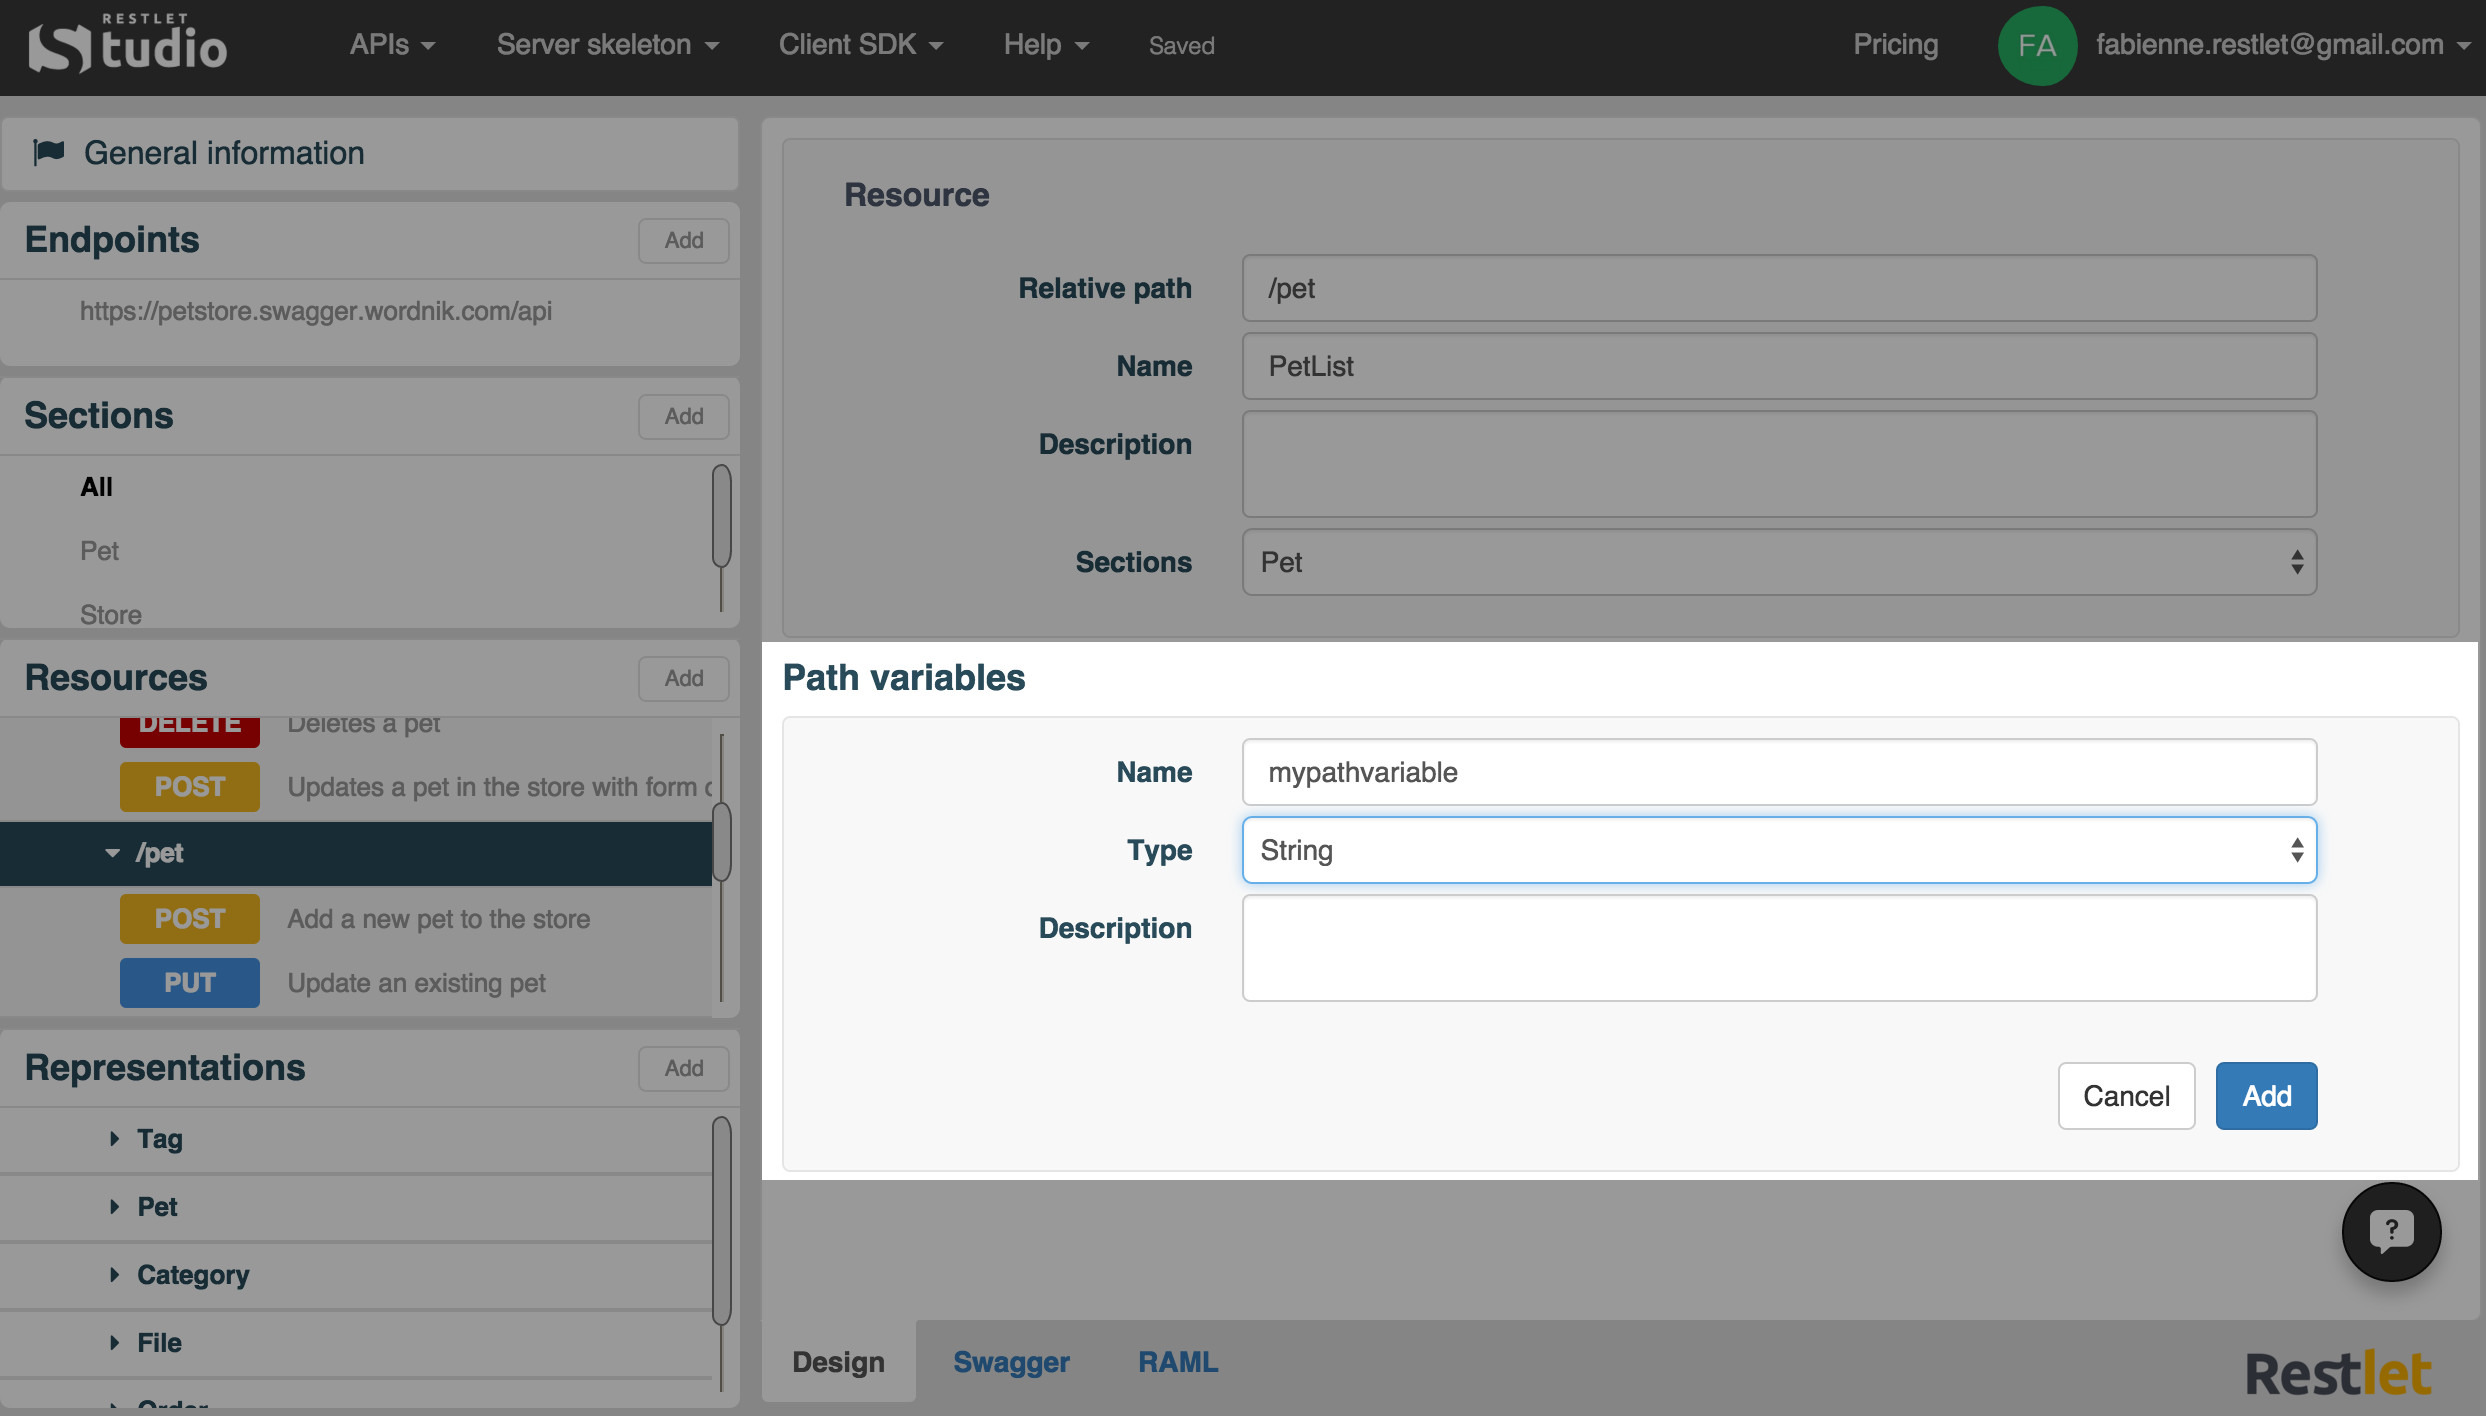 RESTLET
Studio
APIs
Server skeleton
Client SDK
Help
Saved
Pricing
FA
fabienne.restlet@gmail.com
General information
Endpoints
Add
https://petstore.swagger.wordnik.com/api
Sections
Add
All
Pet
Store
Resources
Add
DELETE Deletes a pet
POST Updates a pet in the store with form
/pet
POST Add a new pet to the store
PUT Update an existing pet
Representations
Add
Tag
Pet
Category
File
Order
Resource
Relative path /pet
Name PetList
Description
Sections Pet
Path variables
Name mypathvariable
Type String
Description
Cancel
Add
?
Design
Swagger
RAML
Restlet